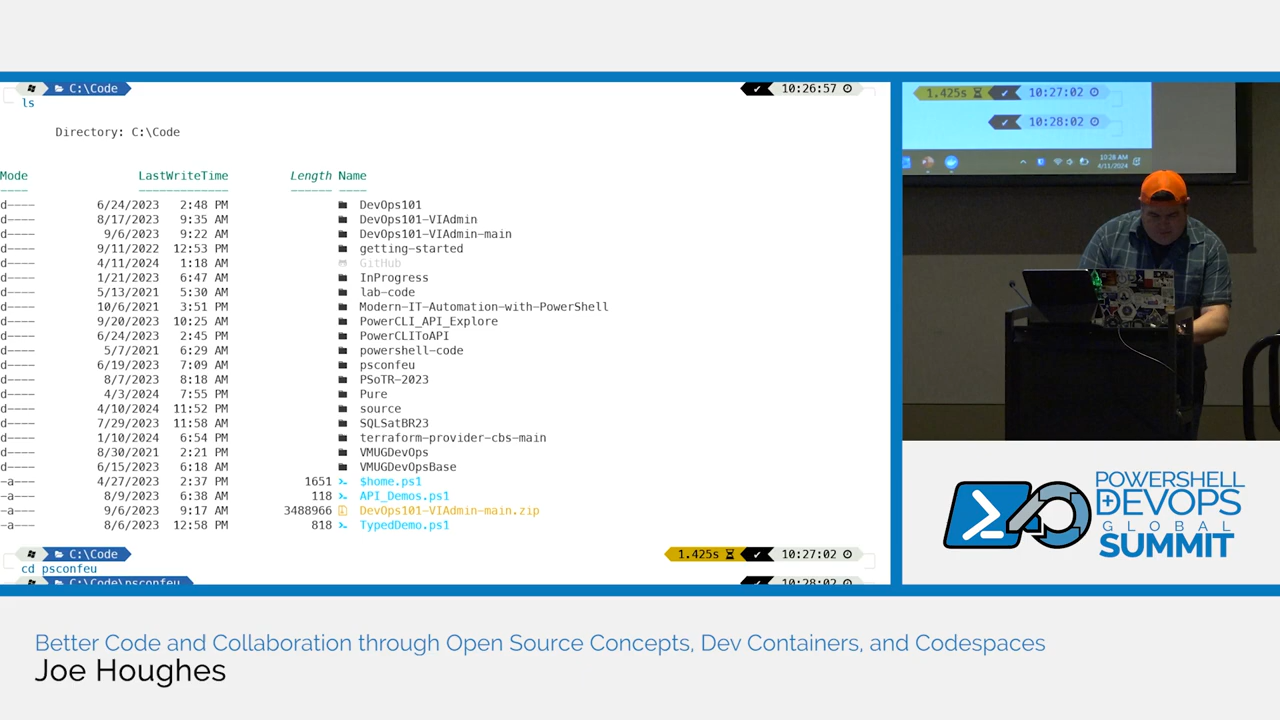 C:\Code 10:26:57
ls
Directory: C:\Code
Mode LastWriteTime Length Name
---- ------------- ------ ----
d---- 6/24/2023 2:48 PM DevOps101
d---- 8/17/2023 9:35 AM DevOps101-VIAdmin
d---- 9/6/2023 9:22 AM DevOps101-VIAdmin-main
d---- 9/11/2022 12:53 PM getting-started
d---- 4/11/2024 1:18 AM GitHub
d---- 1/21/2023 6:47 AM InProgress
d---- 5/13/2021 5:30 AM lab-code
d---- 10/6/2021 3:51 PM Modern-IT-Automation-with-PowerShell
d---- 9/20/2023 10:25 AM PowerCLI_API_Explore
d---- 6/24/2023 2:45 PM PowerCLIToAPI
d---- 5/7/2021 6:29 AM powershell-code
d---- 6/19/2023 7:09 AM psconfeu
d---- 8/7/2023 8:18 AM PSoTR-2023
d---- 4/3/2024 7:55 PM Pure
d---- 4/10/2024 11:52 PM source
d---- 7/29/2023 11:58 AM SQLSatBR23
d---- 1/10/2024 6:54 PM terraform-provider-cbs-main
d---- 8/30/2021 2:21 PM VMUGDevOps
d---- 6/15/2023 6:18 AM VMUGDevOpsBase
-a--- 4/27/2023 2:37 PM 1651 $home.ps1
-a--- 8/9/2023 6:38 AM 118 API_Demos.ps1
-a--- 9/6/2023 9:17 AM 3488966 DevOps101-VIAdmin-main.zip
-a--- 8/6/2023 12:58 PM 818 TypedDemo.ps1
C:\Code 1.425s 10:27:02
cd psconfeu
C:\Code\psconfeu 10:28:02
1.425s 10:27:02
10:28:02
10:28 AM
4/11/2024
POWERSHELL
+DEVOPS
GLOBAL
SUMMIT
Better Code and Collaboration through Open Source Concepts, Dev Containers, and Codespaces
Joe Houghes